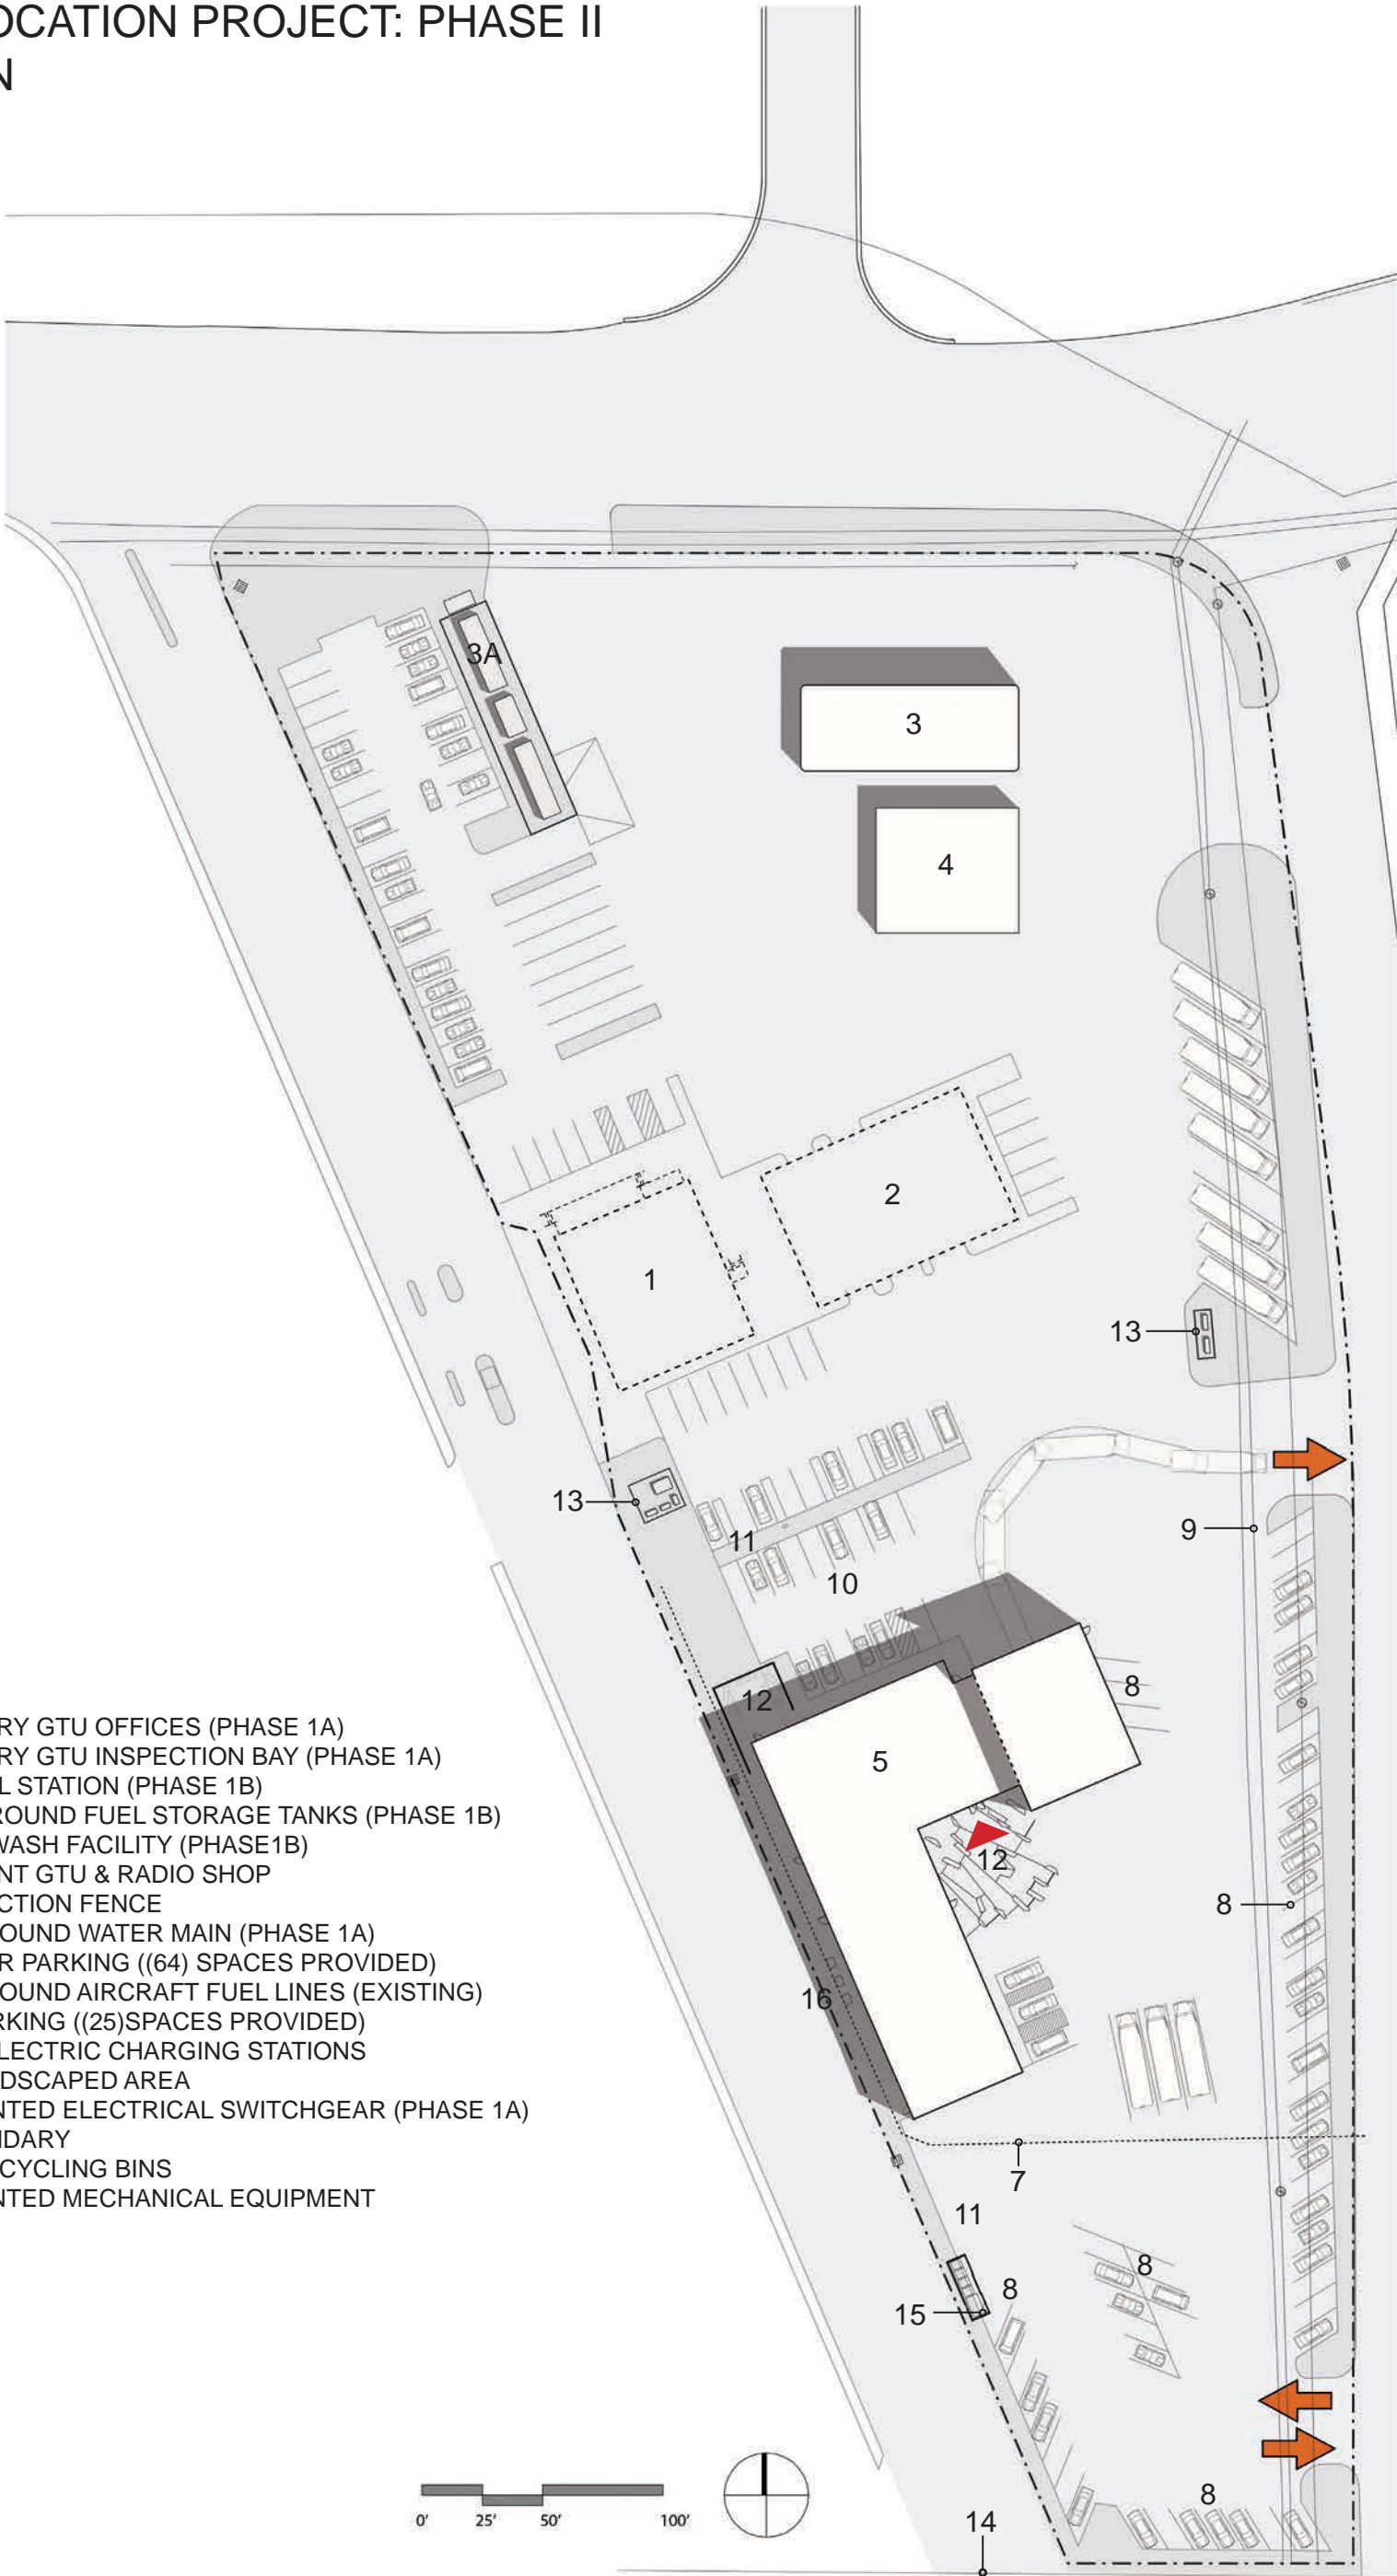 OCATION PROJECT: PHASE II
N
3A
3
4
2
1
13
13
9
11
10
12
8
5
12
8
16
7
11
8
8
15
8
14
RY GTU OFFICES (PHASE 1A)
RY GTU INSPECTION BAY (PHASE 1A)
L STATION (PHASE 1B)
ROUND FUEL STORAGE TANKS (PHASE 1B)
WASH FACILITY (PHASE1B)
NT GTU & RADIO SHOP
CTION FENCE
OUND WATER MAIN (PHASE 1A)
R PARKING ((64) SPACES PROVIDED)
OUND AIRCRAFT FUEL LINES (EXISTING)
RKING ((25)SPACES PROVIDED)
LECTRIC CHARGING STATIONS
DSCAPED AREA
NTED ELECTRICAL SWITCHGEAR (PHASE 1A)
NDARY
CYCLING BINS
NTED MECHANICAL EQUIPMENT
0' 25' 50' 100'